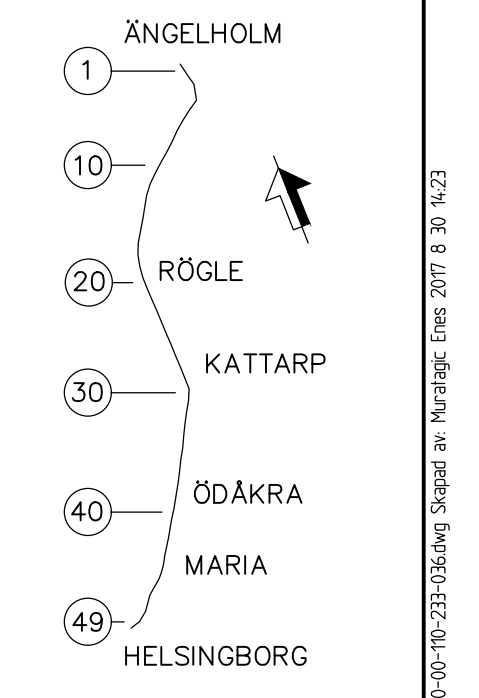 ÄNGELHOLM
1
10
RÖGLE
20
KATTARP
30
ÖDÅKRA
40
MARIA
49
HELSINGBORG
0-00-110-233-036.dwg Skapad av: Muratagic Enes 2017 8 30 14:23